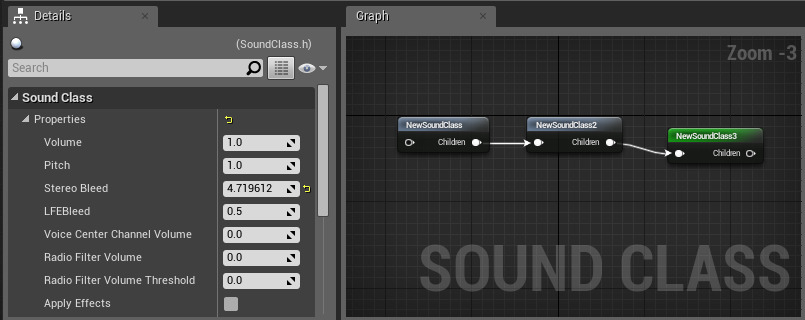 Details
Graph
(SoundClass.h)
Search
Zoom -3
Sound Class
Properties
Volume 1.0
Pitch 1.0
Stereo Bleed 4.719612
LFEBleed 0.5
Voice Center Channel Volume 0.0
Radio Filter Volume 0.0
Radio Filter Volume Threshold 0.0
Apply Effects
NewSoundClass
Children
NewSoundClass2
Children
NewSoundClass3
Children
SOUND CLASS